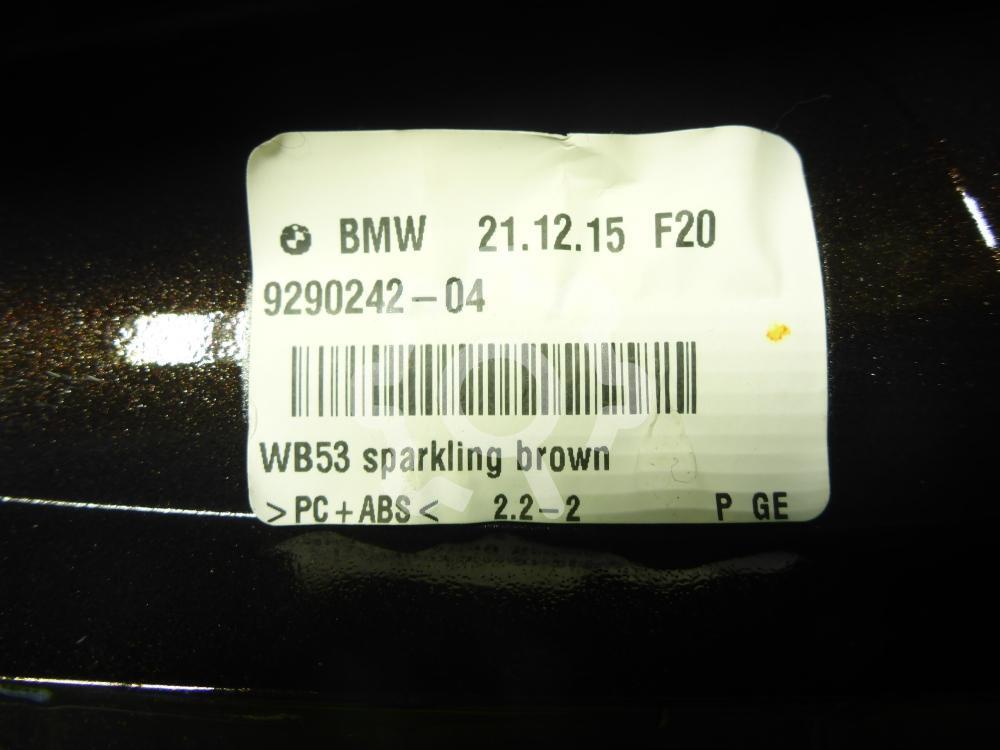 BMW 21.12.15 F20
9290242-04
WB53 sparkling brown
>PC+ABS< 2.2-2 P GE